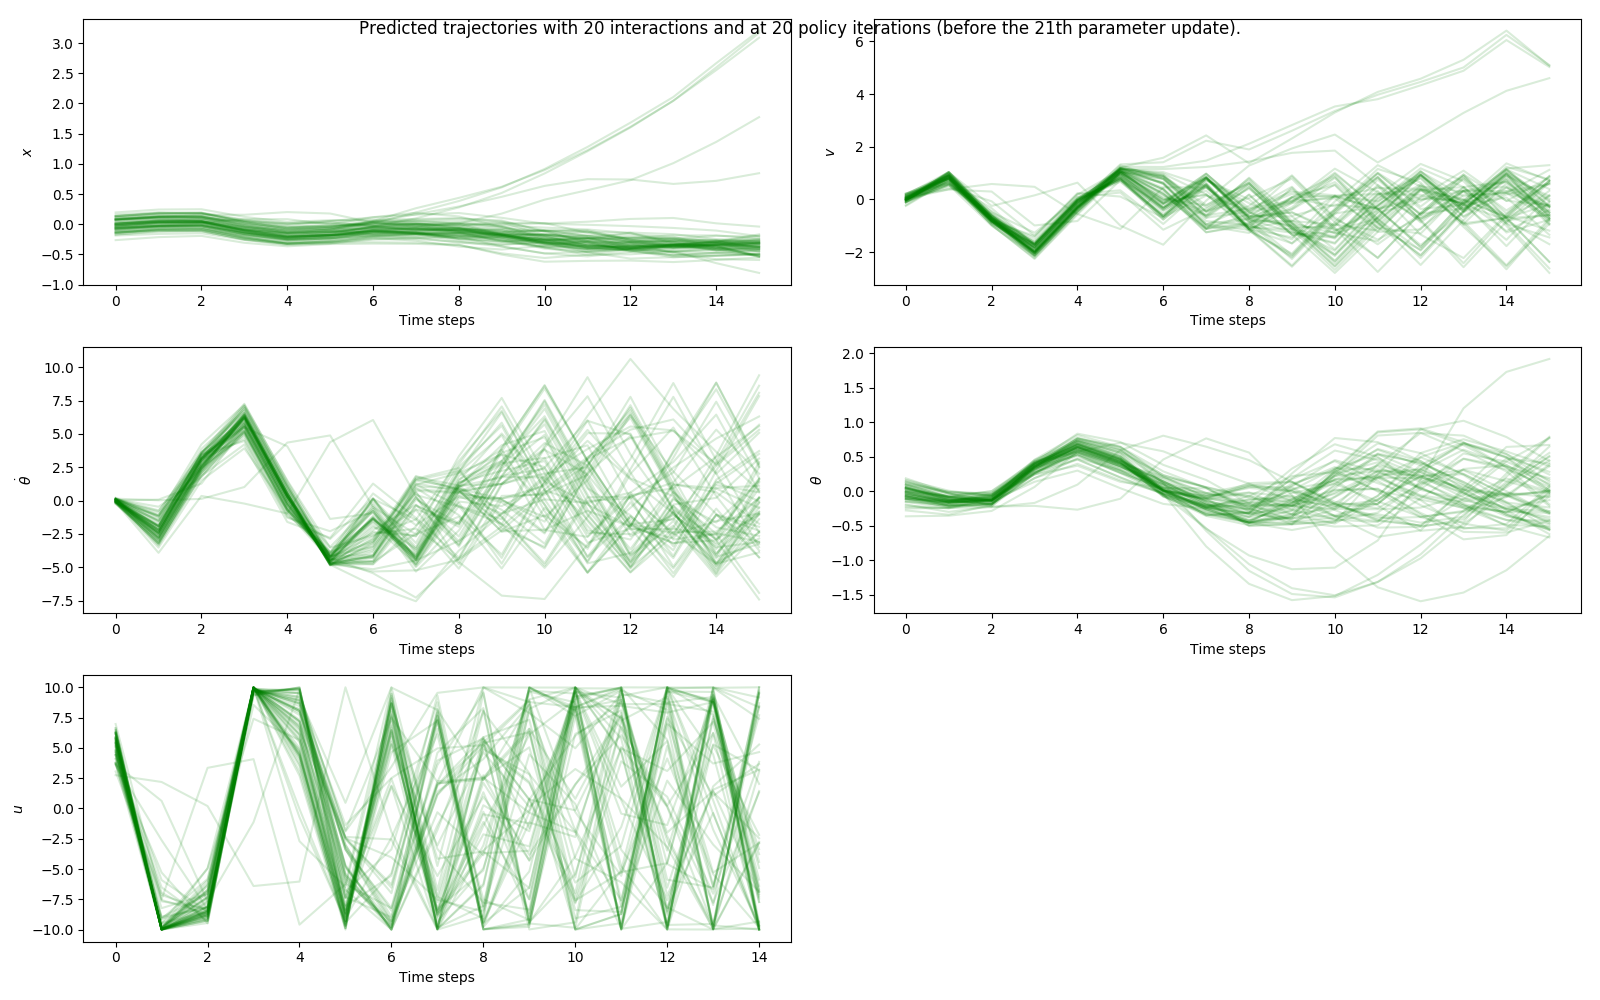 Predicted trajectories with 20 interactions and at 20 policy iterations (before the 21th parameter update).
3.0
2.5
2.0
1.5
1.0
0.5
0.0
−0.5
−1.0
x
0 2 4 6 8 10 12 14
Time steps
6
4
2
0
−2
v
0 2 4 6 8 10 12 14
Time steps
10.0
7.5
5.0
2.5
0.0
−2.5
−5.0
−7.5
θ̇
0 2 4 6 8 10 12 14
Time steps
2.0
1.5
1.0
0.5
0.0
−0.5
−1.0
−1.5
θ
0 2 4 6 8 10 12 14
Time steps
10.0
7.5
5.0
2.5
0.0
−2.5
−5.0
−7.5
−10.0
u
0 2 4 6 8 10 12 14
Time steps